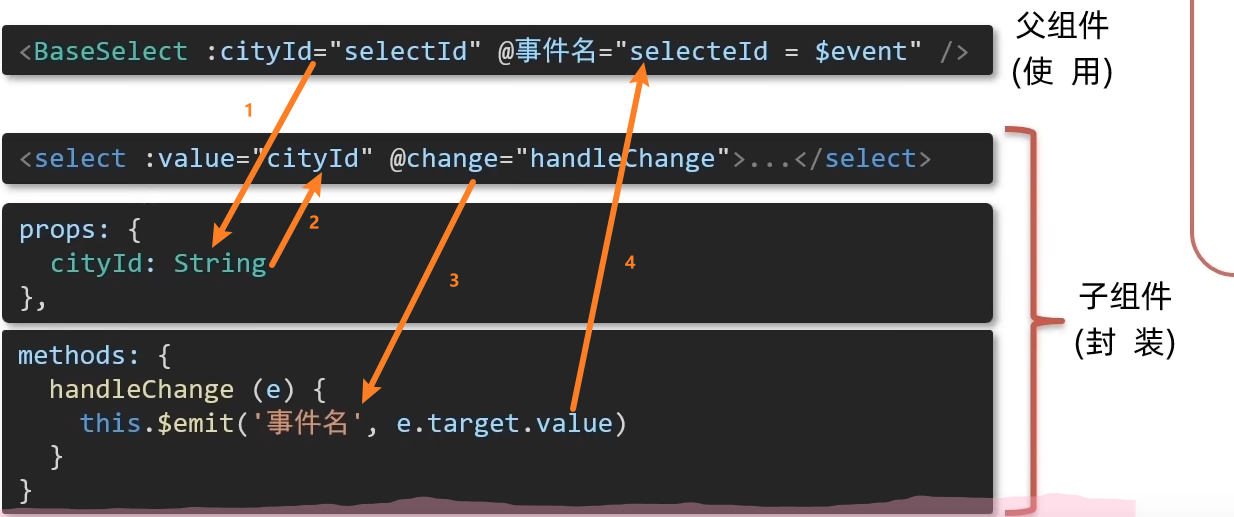 <BaseSelect :cityId="selectId" @事件名="selecteId = $event" />
父组件
(使 用)
1
<select :value="cityId" @change="handleChange">...</select>
2
props: {
cityId: String
},
3
4
子组件
(封 装)
methods: {
handleChange (e) {
this.$emit('事件名', e.target.value)
}
}